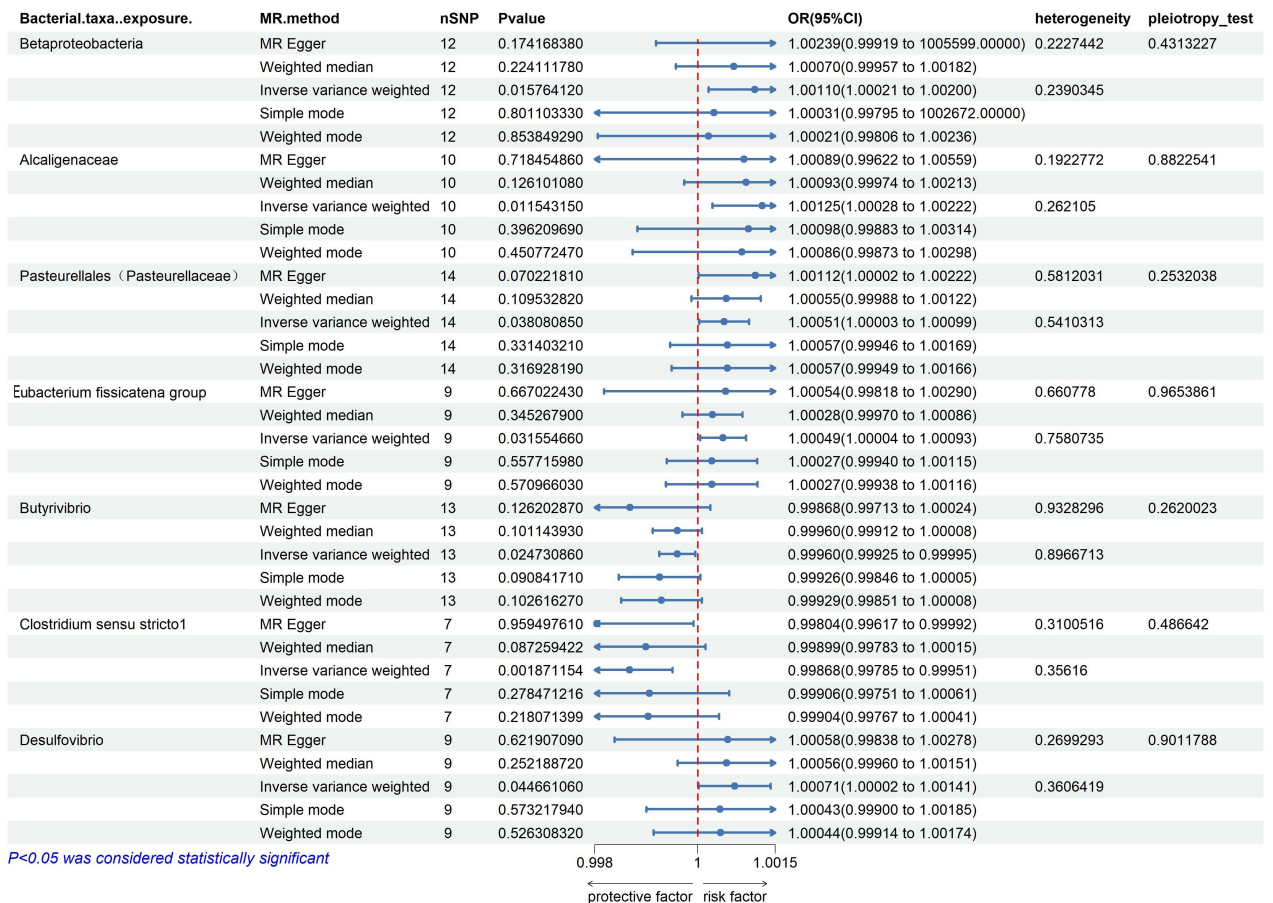 Bacterial.taxa..exposure. MR.method nSNP Pvalue OR(95%CI) heterogeneity pleiotropy_test
Betaproteobacteria MR Egger 12 0.174168380 1.00239(0.99919 to 1005599.00000) 0.2227442 0.4313227
Weighted median 12 0.224111780 1.00070(0.99957 to 1.00182)
Inverse variance weighted 12 0.015764120 1.00110(1.00021 to 1.00200) 0.2390345
Simple mode 12 0.801103330 1.00031(0.99795 to 1002672.00000)
Weighted mode 12 0.853849290 1.00021(0.99806 to 1.00236)
Alcaligenaceae MR Egger 10 0.718454860 1.00089(0.99622 to 1.00559) 0.1922772 0.8822541
Weighted median 10 0.126101080 1.00093(0.99974 to 1.00213)
Inverse variance weighted 10 0.011543150 1.00125(1.00028 to 1.00222) 0.262105
Simple mode 10 0.396209690 1.00098(0.99883 to 1.00314)
Weighted mode 10 0.450772470 1.00086(0.99873 to 1.00298)
Pasteurellales（Pasteurellaceae） MR Egger 14 0.070221810 1.00112(1.00002 to 1.00222) 0.5812031 0.2532038
Weighted median 14 0.109532820 1.00055(0.99988 to 1.00122)
Inverse variance weighted 14 0.038080850 1.00051(1.00003 to 1.00099) 0.5410313
Simple mode 14 0.331403210 1.00057(0.99946 to 1.00169)
Weighted mode 14 0.316928190 1.00057(0.99949 to 1.00166)
Eubacterium fissicatena group MR Egger 9 0.667022430 1.00054(0.99818 to 1.00290) 0.660778 0.9653861
Weighted median 9 0.345267900 1.00028(0.99970 to 1.00086)
Inverse variance weighted 9 0.031554660 1.00049(1.00004 to 1.00093) 0.7580735
Simple mode 9 0.557715980 1.00027(0.99940 to 1.00115)
Weighted mode 9 0.570966030 1.00027(0.99938 to 1.00116)
Butyrivibrio MR Egger 13 0.126202870 0.99868(0.99713 to 1.00024) 0.9328296 0.2620023
Weighted median 13 0.101143930 0.99960(0.99912 to 1.00008)
Inverse variance weighted 13 0.024730860 0.99960(0.99925 to 0.99995) 0.8966713
Simple mode 13 0.090841710 0.99926(0.99846 to 1.00005)
Weighted mode 13 0.102616270 0.99929(0.99851 to 1.00008)
Clostridium sensu stricto1 MR Egger 7 0.959497610 0.99804(0.99617 to 0.99992) 0.3100516 0.486642
Weighted median 7 0.087259422 0.99899(0.99783 to 1.00015)
Inverse variance weighted 7 0.001871154 0.99868(0.99785 to 0.99951) 0.35616
Simple mode 7 0.278471216 0.99906(0.99751 to 1.00061)
Weighted mode 7 0.218071399 0.99904(0.99767 to 1.00041)
Desulfovibrio MR Egger 9 0.621907090 1.00058(0.99838 to 1.00278) 0.2699293 0.9011788
Weighted median 9 0.252188720 1.00056(0.99960 to 1.00151)
Inverse variance weighted 9 0.044661060 1.00071(1.00002 to 1.00141) 0.3606419
Simple mode 9 0.573217940 1.00043(0.99900 to 1.00185)
Weighted mode 9 0.526308320 1.00044(0.99914 to 1.00174)
P<0.05 was considered statistically significant
0.998 1 1.0015
protective factor risk factor